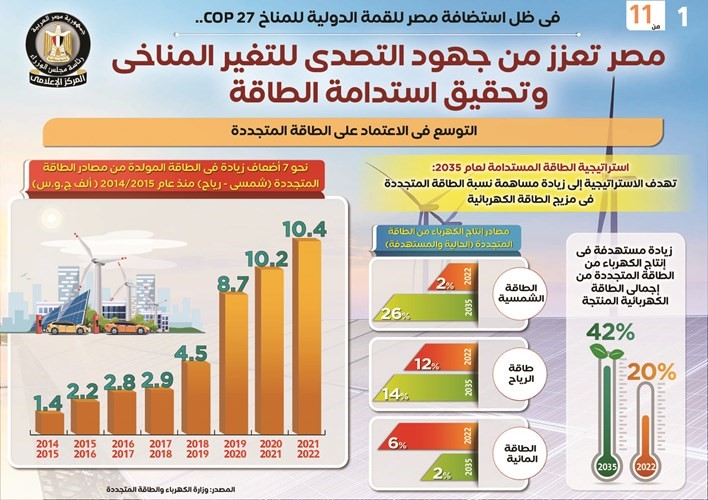 1 من 11
فى ظل استضافة مصر للقمة الدولية للمناخ COP 27..
مصر تعزز من جهود التصدى للتغير المناخى
وتحقيق استدامة الطاقة
جمهورية مصر العربية
رئاسة مجلس الوزراء
المركز الإعلامى
التوسع فى الاعتماد على الطاقة المتجددة
استراتيجية الطاقة المستدامة لعام 2035:
تهدف الاستراتيجية إلى زيادة مساهمة نسبة الطاقة المتجددة
فى مزيج الطاقة الكهربائية
زيادة مستهدفة فى
إنتاج الكهرباء من
الطاقة المتجددة من
إجمالى الطاقة
الكهربائية المنتجة
42%
20%
2035
2022
مصادر إنتاج الكهرباء من الطاقة
المتجددة (الحالية والمستهدفة)
الطاقة
الشمسية
2% 2022
26% 2035
طاقة
الرياح
12% 2022
14% 2035
الطاقة
المائية
6% 2022
2% 2035
نحو 7 أضعاف زيادة فى الطاقة المولدة من مصادر الطاقة
المتجددة (شمسى - رياح) منذ عام 2014/2015 (ألف ج.و.س)
1.4
2.2
2.8
2.9
4.5
8.7
10.2
10.4
2014 2015 2016 2017 2018 2019 2020 2021
2015 2016 2017 2018 2019 2020 2021 2022
المصدر: وزارة الكهرباء والطاقة المتجددة